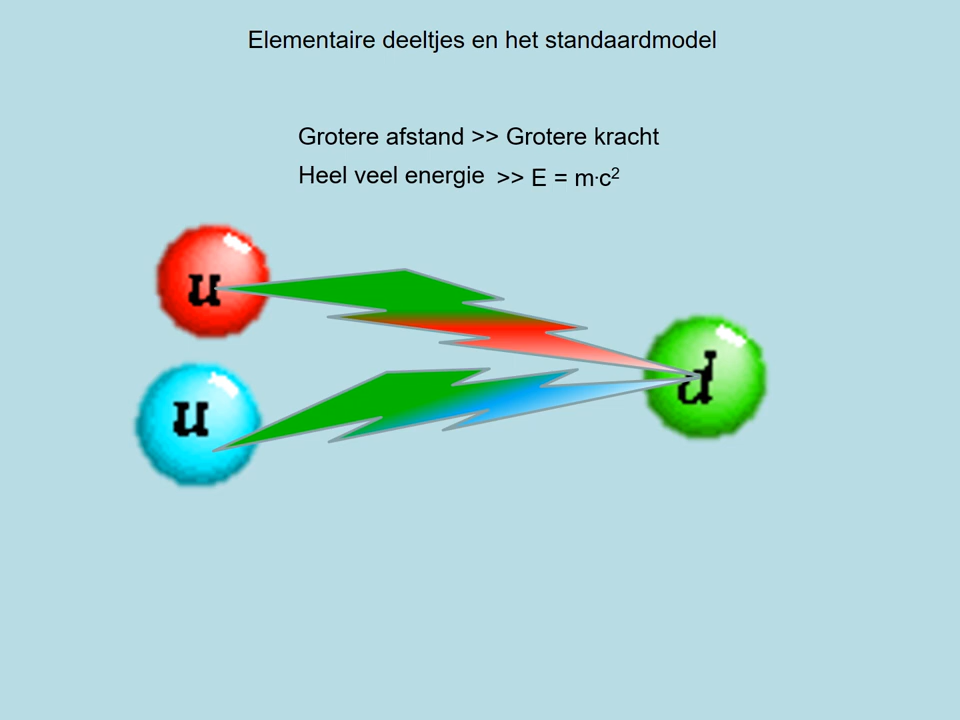 Elementaire deeltjes en het standaardmodel
Grotere afstand >> Grotere kracht
Heel veel energie >> E = m·c²
u
u
d